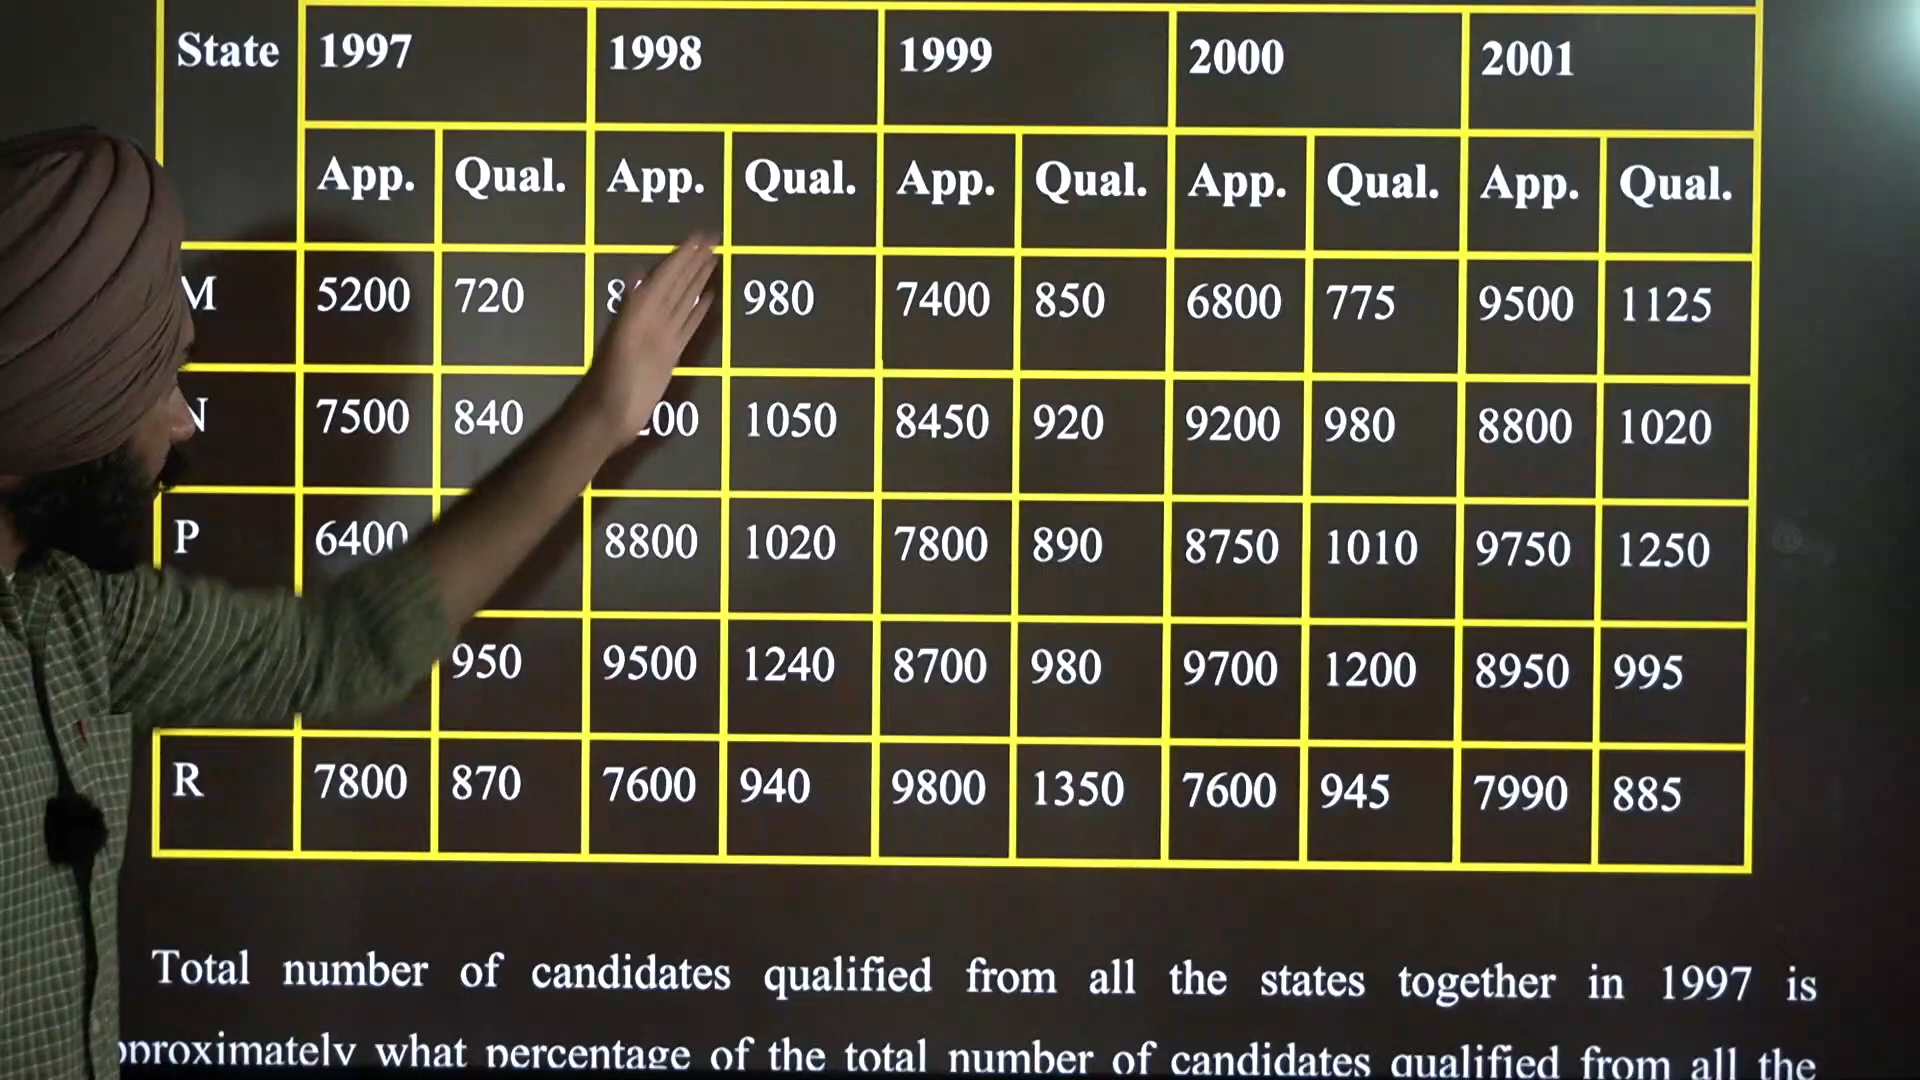 State 1997 1998 1999 2000 2001
App. Qual. App. Qual. App. Qual. App. Qual. App. Qual.
M 5200 720 980 7400 850 6800 775 9500 1125
N 7500 840 1050 8450 920 9200 980 8800 1020
P 6400 8800 1020 7800 890 8750 1010 9750 1250
950 9500 1240 8700 980 9700 1200 8950 995
R 7800 870 7600 940 9800 1350 7600 945 7990 885
Total number of candidates qualified from all the states together in 1997 is
what percentage of the total number of candidates qualified from all the